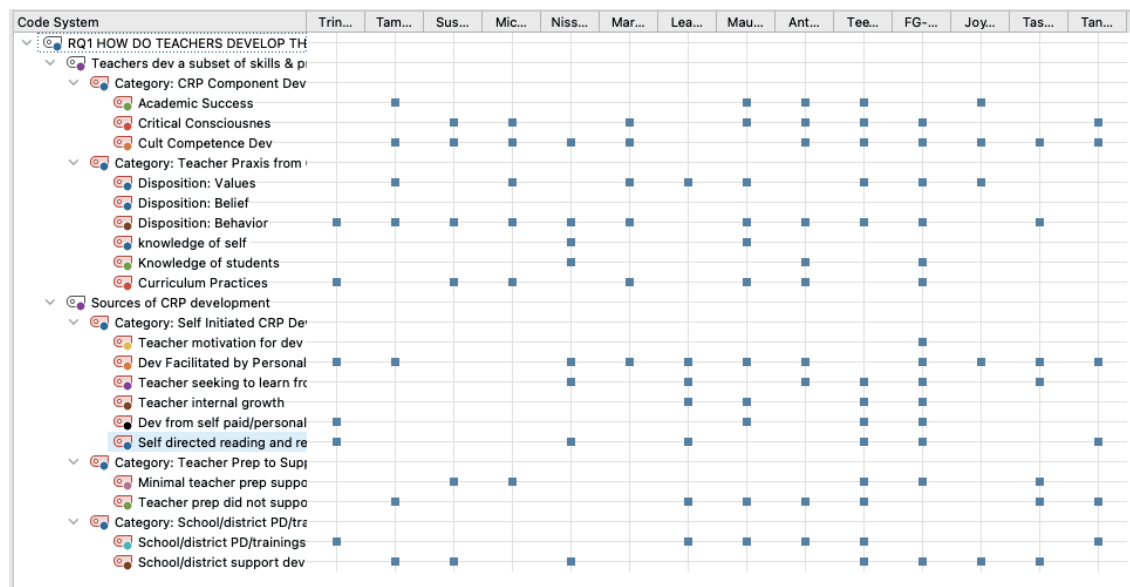 Code System Trin... Tam... Sus... Mic... Niss... Mar... Lea... Mau... Ant... Tee... FG-... Joy... Tas... Tan...
RQ1 HOW DO TEACHERS DEVELOP TH
Teachers dev a subset of skills & pr
Category: CRP Component Dev
Academic Success
Critical Consciousnes
Cult Competence Dev
Category: Teacher Praxis from
Disposition: Values
Disposition: Belief
Disposition: Behavior
knowledge of self
Knowledge of students
Curriculum Practices
Sources of CRP development
Category: Self Initiated CRP De
Teacher motivation for dev
Dev Facilitated by Personal
Teacher seeking to learn fro
Teacher internal growth
Dev from self paid/personal
Self directed reading and re
Category: Teacher Prep to Supp
Minimal teacher prep suppo
Teacher prep did not suppo
Category: School/district PD/tra
School/district PD/trainings
School/district support dev